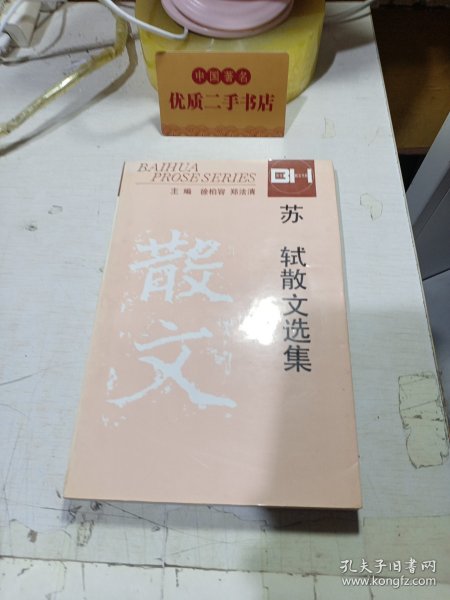 中国著名
优质二手书店
BAIHUA
PROSE SERIES
主编 徐柏容 郑法清
苏轼散文选集
散文
孔夫子旧书网
www.kongfz.com